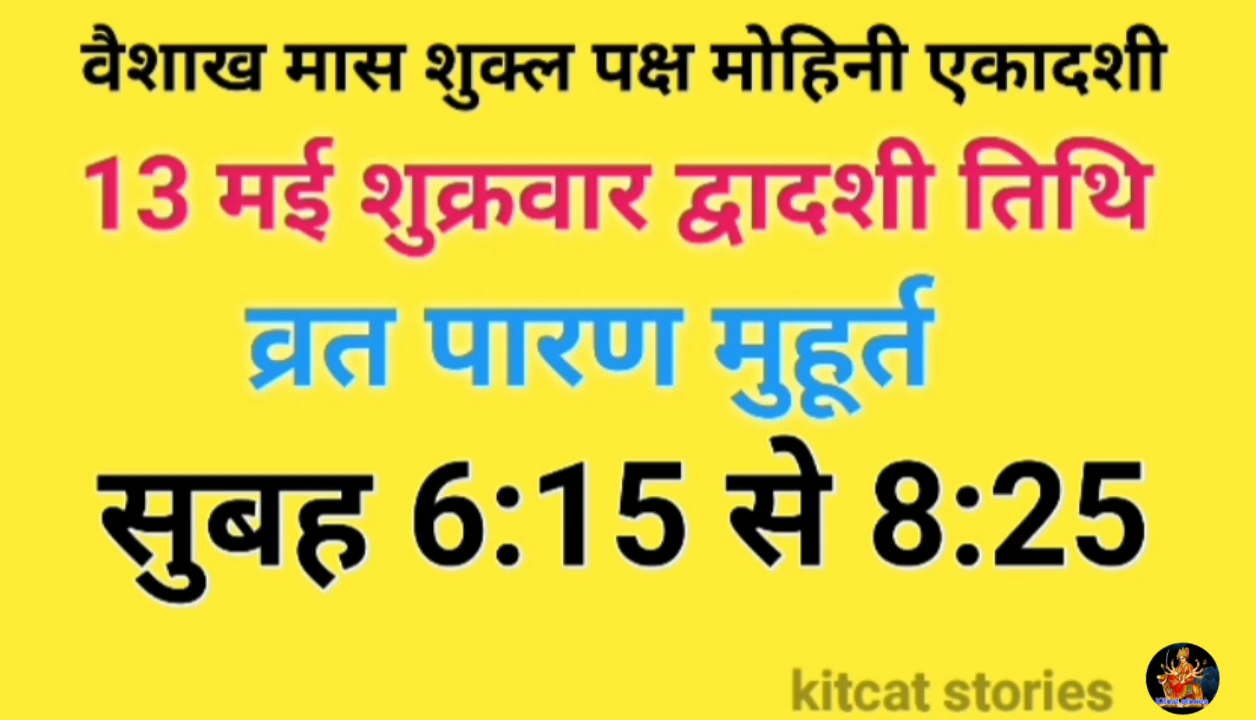 वैशाख मास शुक्ल पक्ष मोहिनी एकादशी
13 मई शुक्रवार द्वादशी तिथि
व्रत पारण मुहूर्त
सुबह 6:15 से 8:25
kitcat stories